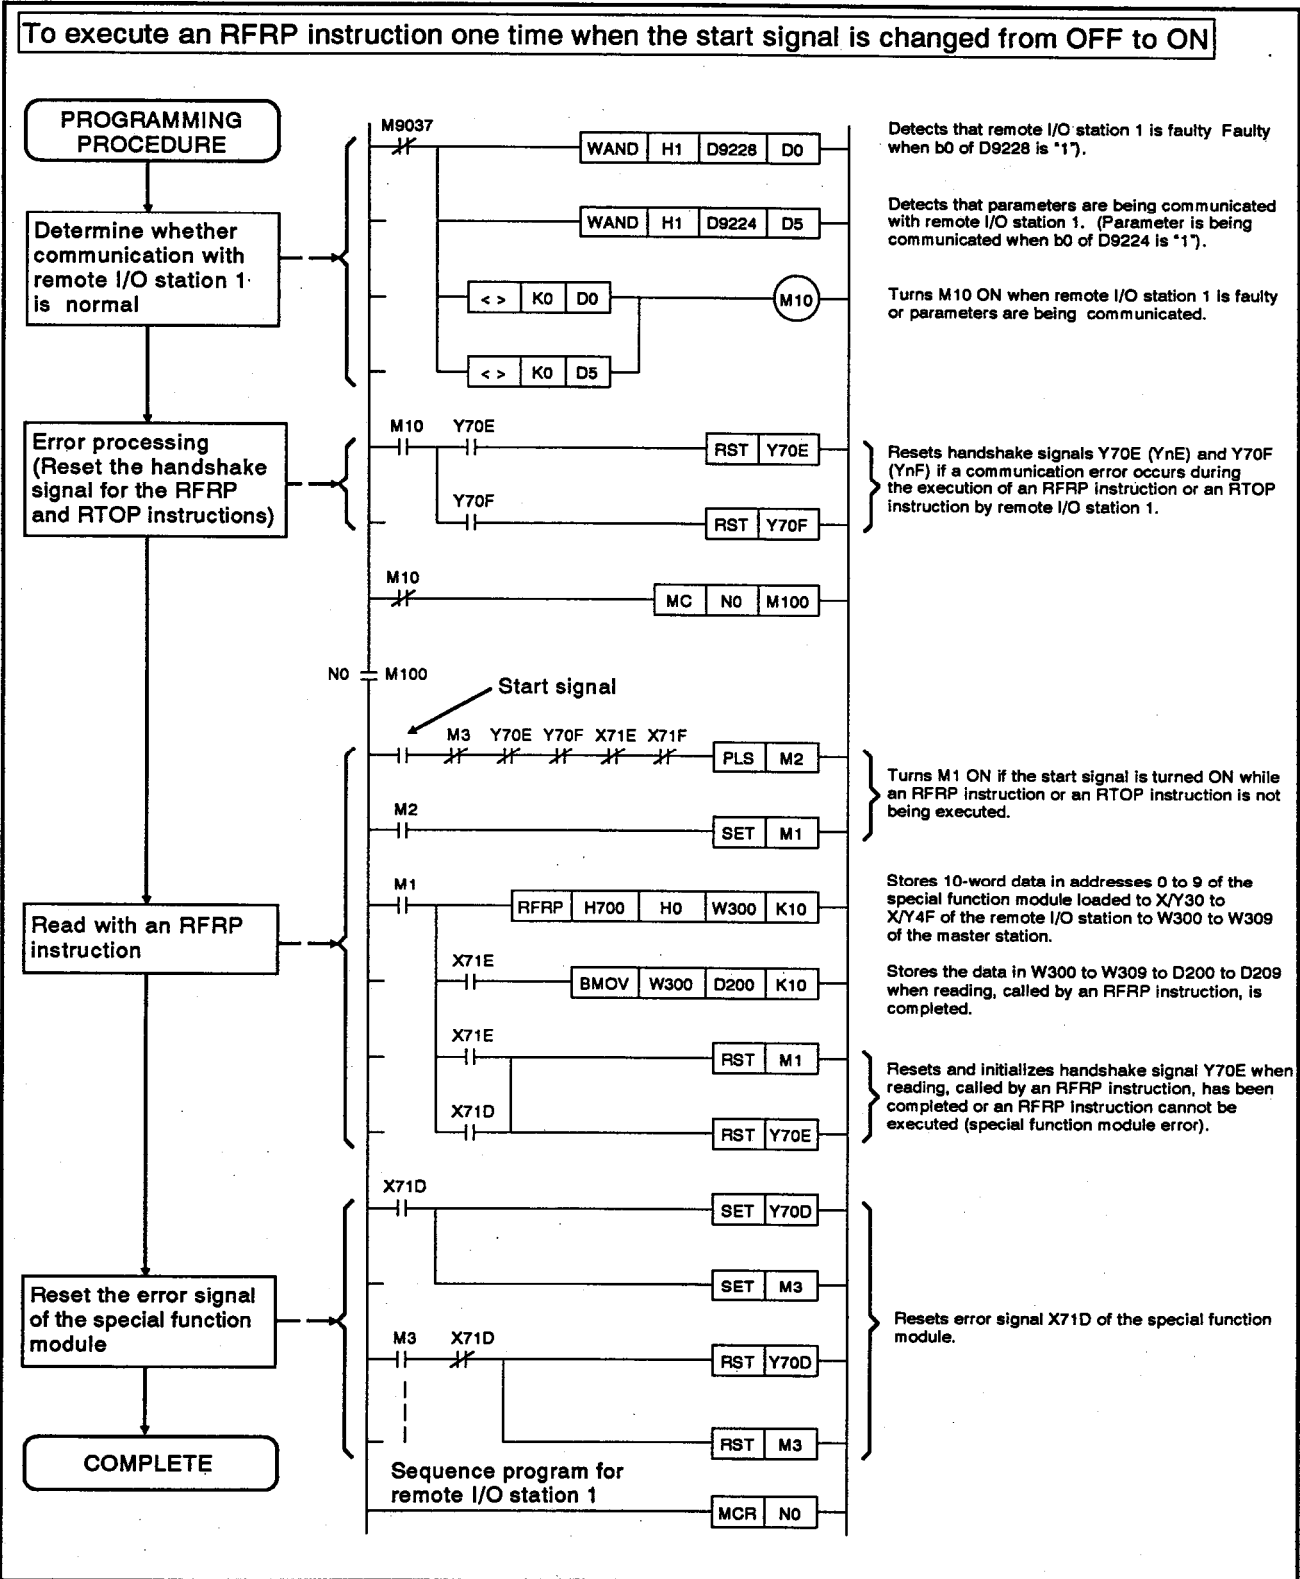 To execute an RFRP instruction one time when the start signal is changed from OFF to ON
PROGRAMMING
PROCEDURE
M9037
WAND H1 D9228 D0
Detects that remote I/O station 1 is faulty Faulty
when b0 of D9228 is "1").
Determine whether
communication with
remote I/O station 1
is normal
WAND H1 D9224 D5
Detects that parameters are being communicated
with remote I/O station 1. (Parameter is being
communicated when b0 of D9224 is "1").
< > K0 D0
M10
Turns M10 ON when remote I/O station 1 is faulty
or parameters are being communicated.
< > K0 D5
Error processing
(Reset the handshake
signal for the RFRP
and RTOP instructions)
M10 Y70E
RST Y70E
Y70F
RST Y70F
Resets handshake signals Y70E (YnE) and Y70F
(YnF) if a communication error occurs during
the execution of an RFRP instruction or an RTOP
instruction by remote I/O station 1.
M10
MC N0 M100
N0 M100
Start signal
M3 Y70E Y70F X71E X71F
PLS M2
M2
SET M1
Turns M1 ON if the start signal is turned ON while
an RFRP instruction or an RTOP instruction is not
being executed.
Read with an RFRP
instruction
M1
RFRP H700 H0 W300 K10
Stores 10-word data in addresses 0 to 9 of the
special function module loaded to X/Y30 to
X/Y4F of the remote I/O station to W300 to W309
of the master station.
X71E
BMOV W300 D200 K10
Stores the data in W300 to W309 to D200 to D209
when reading, called by an RFRP instruction, is
completed.
X71E
RST M1
X71D
RST Y70E
Resets and initializes handshake signal Y70E when
reading, called by an RFRP instruction, has been
completed or an RFRP instruction cannot be
executed (special function module error).
X71D
SET Y70D
SET M3
Reset the error signal
of the special function
module
M3 X71D
RST Y70D
RST M3
Resets error signal X71D of the special function
module.
COMPLETE
Sequence program for
remote I/O station 1
MCR N0